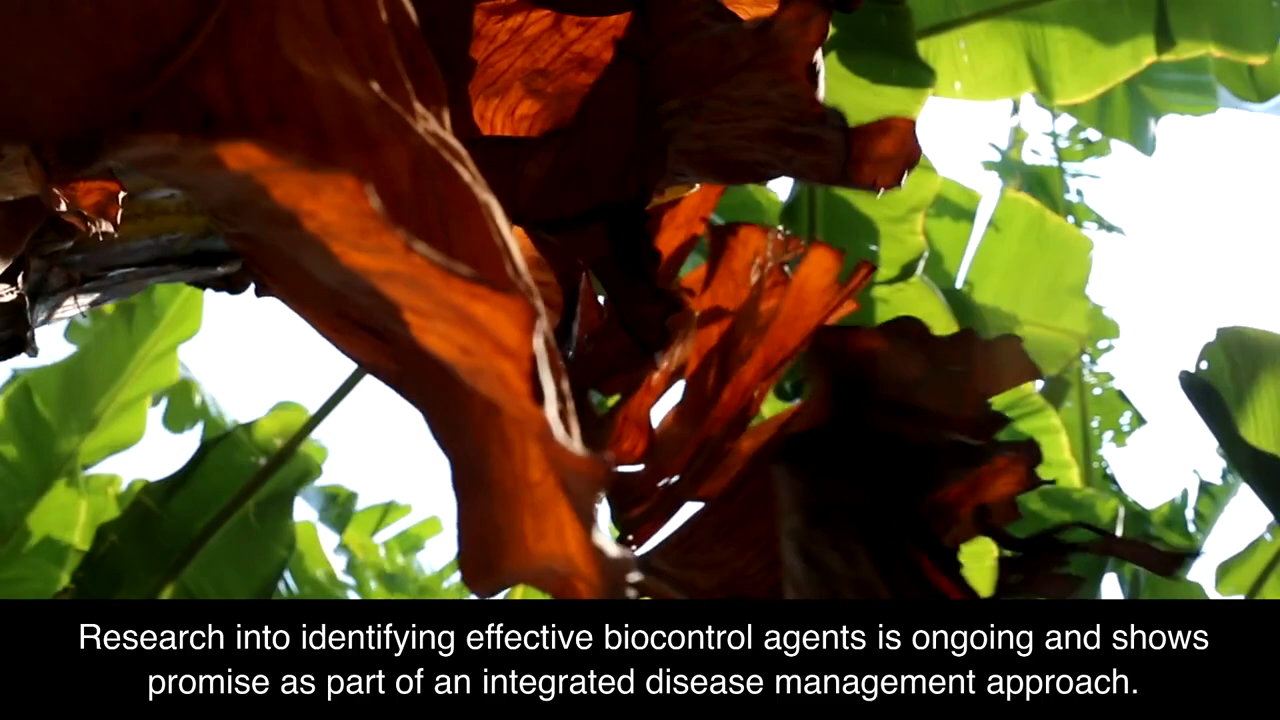 Research into identifying effective biocontrol agents is ongoing and shows
promise as part of an integrated disease management approach.